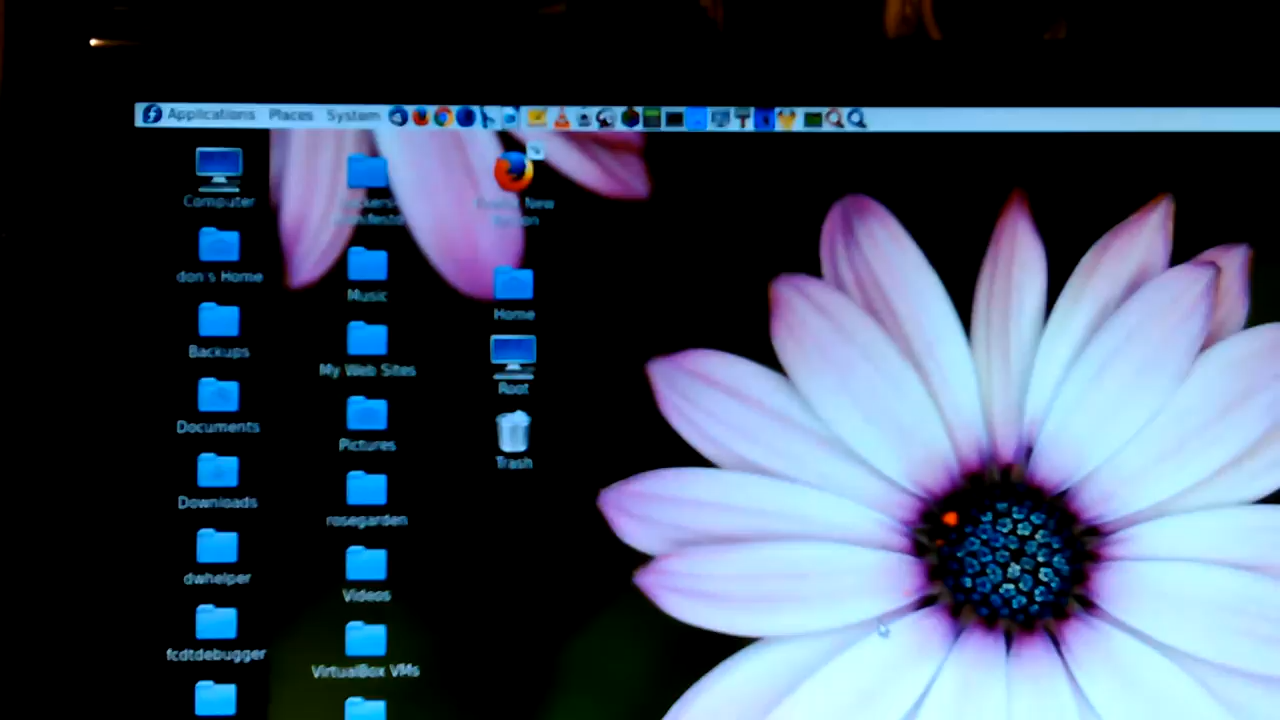 Applications Places System
Computer
don's Home
Backups
Documents
Downloads
dwhelper
fcdtdebugger
Music
My Web Sites
Pictures
rosegarden
Videos
VirtualBox VMs
New
Home
Root
Trash